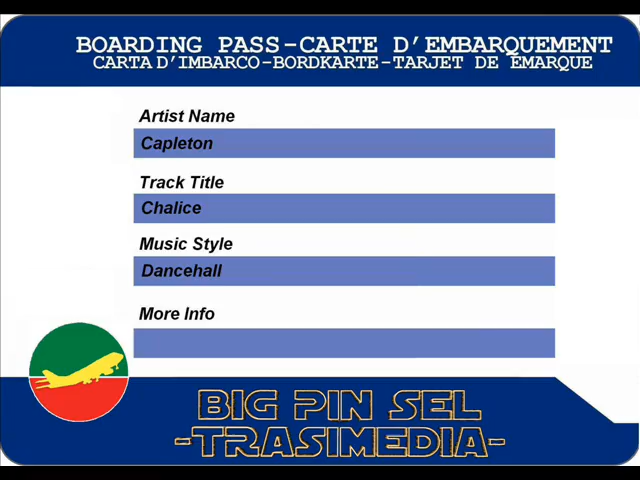 BOARDING PASS-CARTE D'EMBARQUEMENT
CARTA D'IMBARCO-BORDKARTE-TARJET DE EMARQUE
Artist Name
Capleton
Track Title
Chalice
Music Style
Dancehall
More Info
BIG PIN SEL
-TRASIMEDIA-